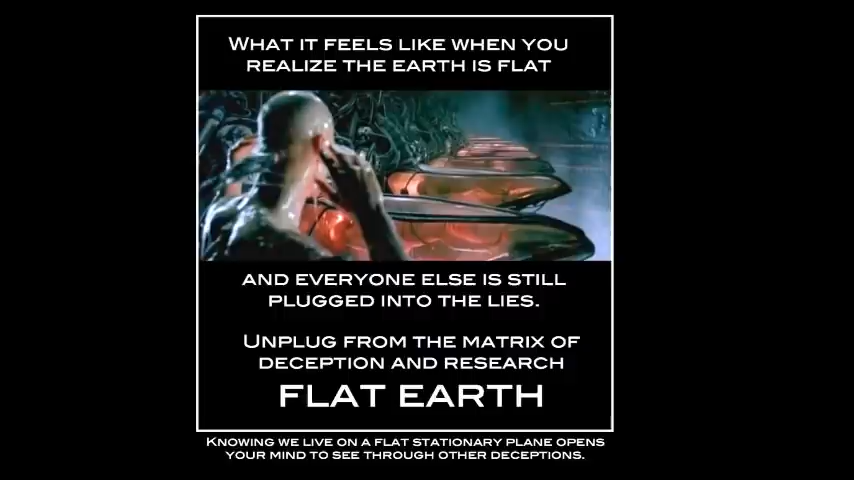 What it feels like when you
realize the earth is flat
and everyone else is still
plugged into the lies.
Unplug from the matrix of
deception and research
FLAT EARTH
Knowing we live on a flat stationary plane opens
your mind to see through other deceptions.